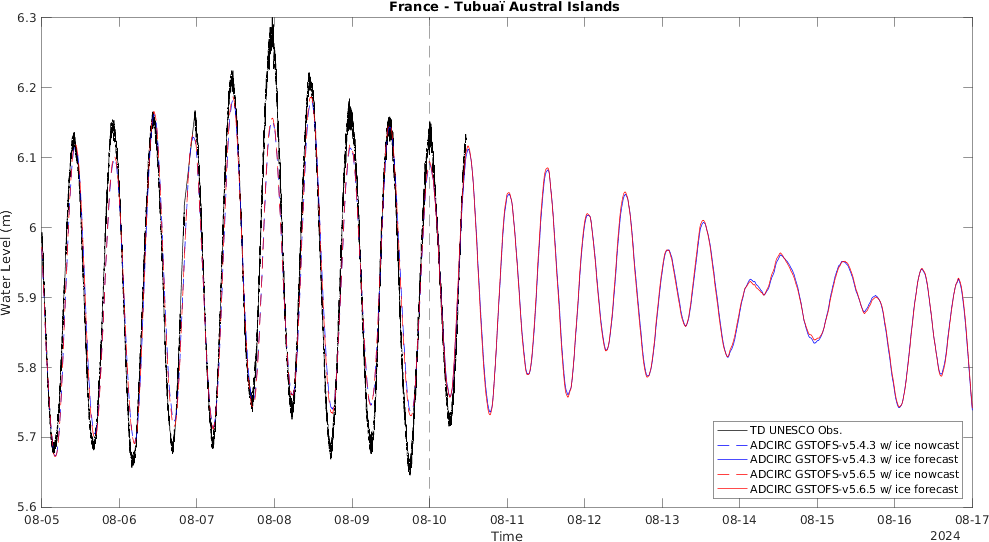 France - Tubuaï Austral Islands
Water Level (m)
6.3
6.2
6.1
6
5.9
5.8
5.7
5.6
TD UNESCO Obs.
ADCIRC GSTOFS-v5.4.3 w/ ice nowcast
ADCIRC GSTOFS-v5.4.3 w/ ice forecast
ADCIRC GSTOFS-v5.6.5 w/ ice nowcast
ADCIRC GSTOFS-v5.6.5 w/ ice forecast
08-05 08-06 08-07 08-08 08-09 08-10 08-11 08-12 08-13 08-14 08-15 08-16 08-17
Time
2024